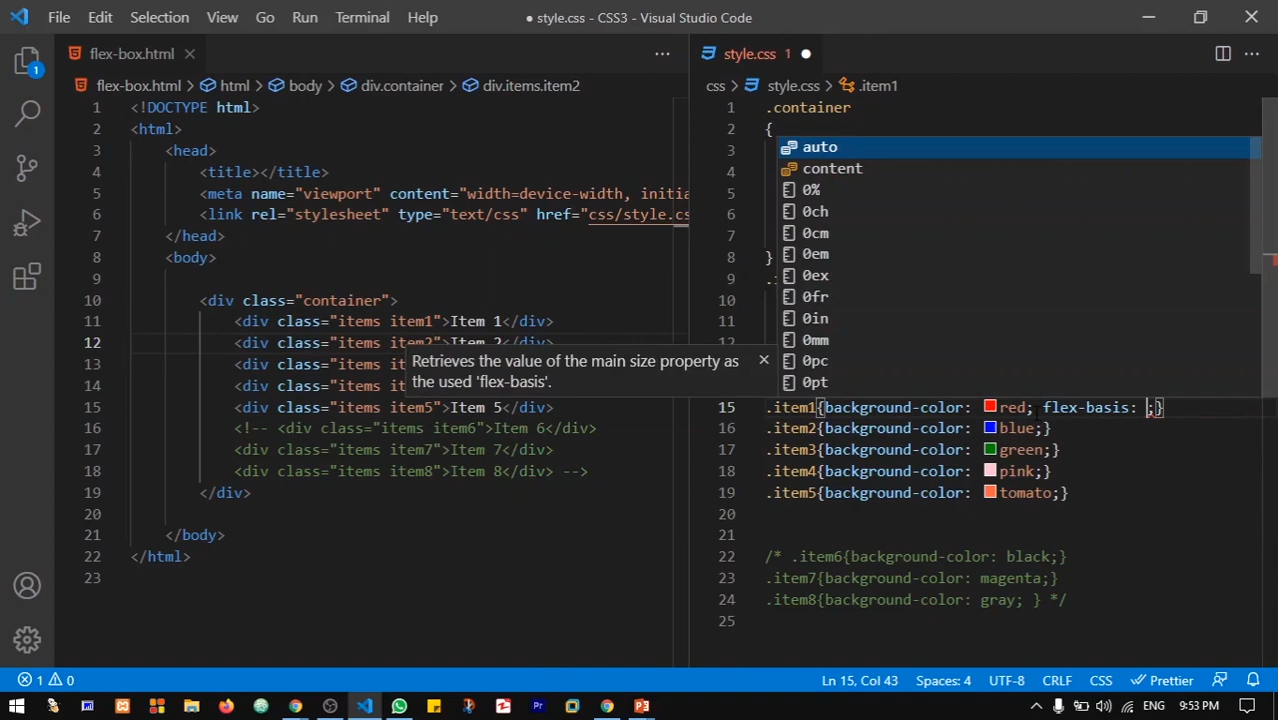 File Edit Selection View Go Run Terminal Help ● style.css - CSS3 - Visual Studio Code
flex-box.html
style.css 1
flex-box.html > html > body > div.container > div.items.item2
css > style.css > .item1
1
1 <!DOCTYPE html>
2 <html>
3 <head>
4 <title></title>
5 <meta name="viewport" content="width=device-width, initia
6 <link rel="stylesheet" type="text/css" href="css/style.cs
7 </head>
8 <body>
9
10 <div class="container">
11 <div class="items item1">Item 1</div>
12 <div class="items item2">Item 2</div>
13 <div class="items item
14 <div class="items item
15 <div class="items item5">Item 5</div>
16 <!-- <div class="items item6">Item 6</div>
17 <div class="items item7">Item 7</div>
18 <div class="items item8">Item 8</div> -->
19 </div>
20
21 </body>
22 </html>
23
Retrieves the value of the main size property as
the used 'flex-basis'.
1 .container
2 {
3
4
5
6
7
8 }
9 .
10
11
12
auto
content
0%
0ch
0cm
0em
0ex
0fr
0in
0mm
0pc
0pt
15 .item1{background-color: red; flex-basis: ;}
16 .item2{background-color: blue;}
17 .item3{background-color: green;}
18 .item4{background-color: pink;}
19 .item5{background-color: tomato;}
20
21
22 /* .item6{background-color: black;}
23 .item7{background-color: magenta;}
24 .item8{background-color: gray; } */
25
1 0 Ln 15, Col 43 Spaces: 4 UTF-8 CRLF CSS Prettier
Pr ENG 9:53 PM